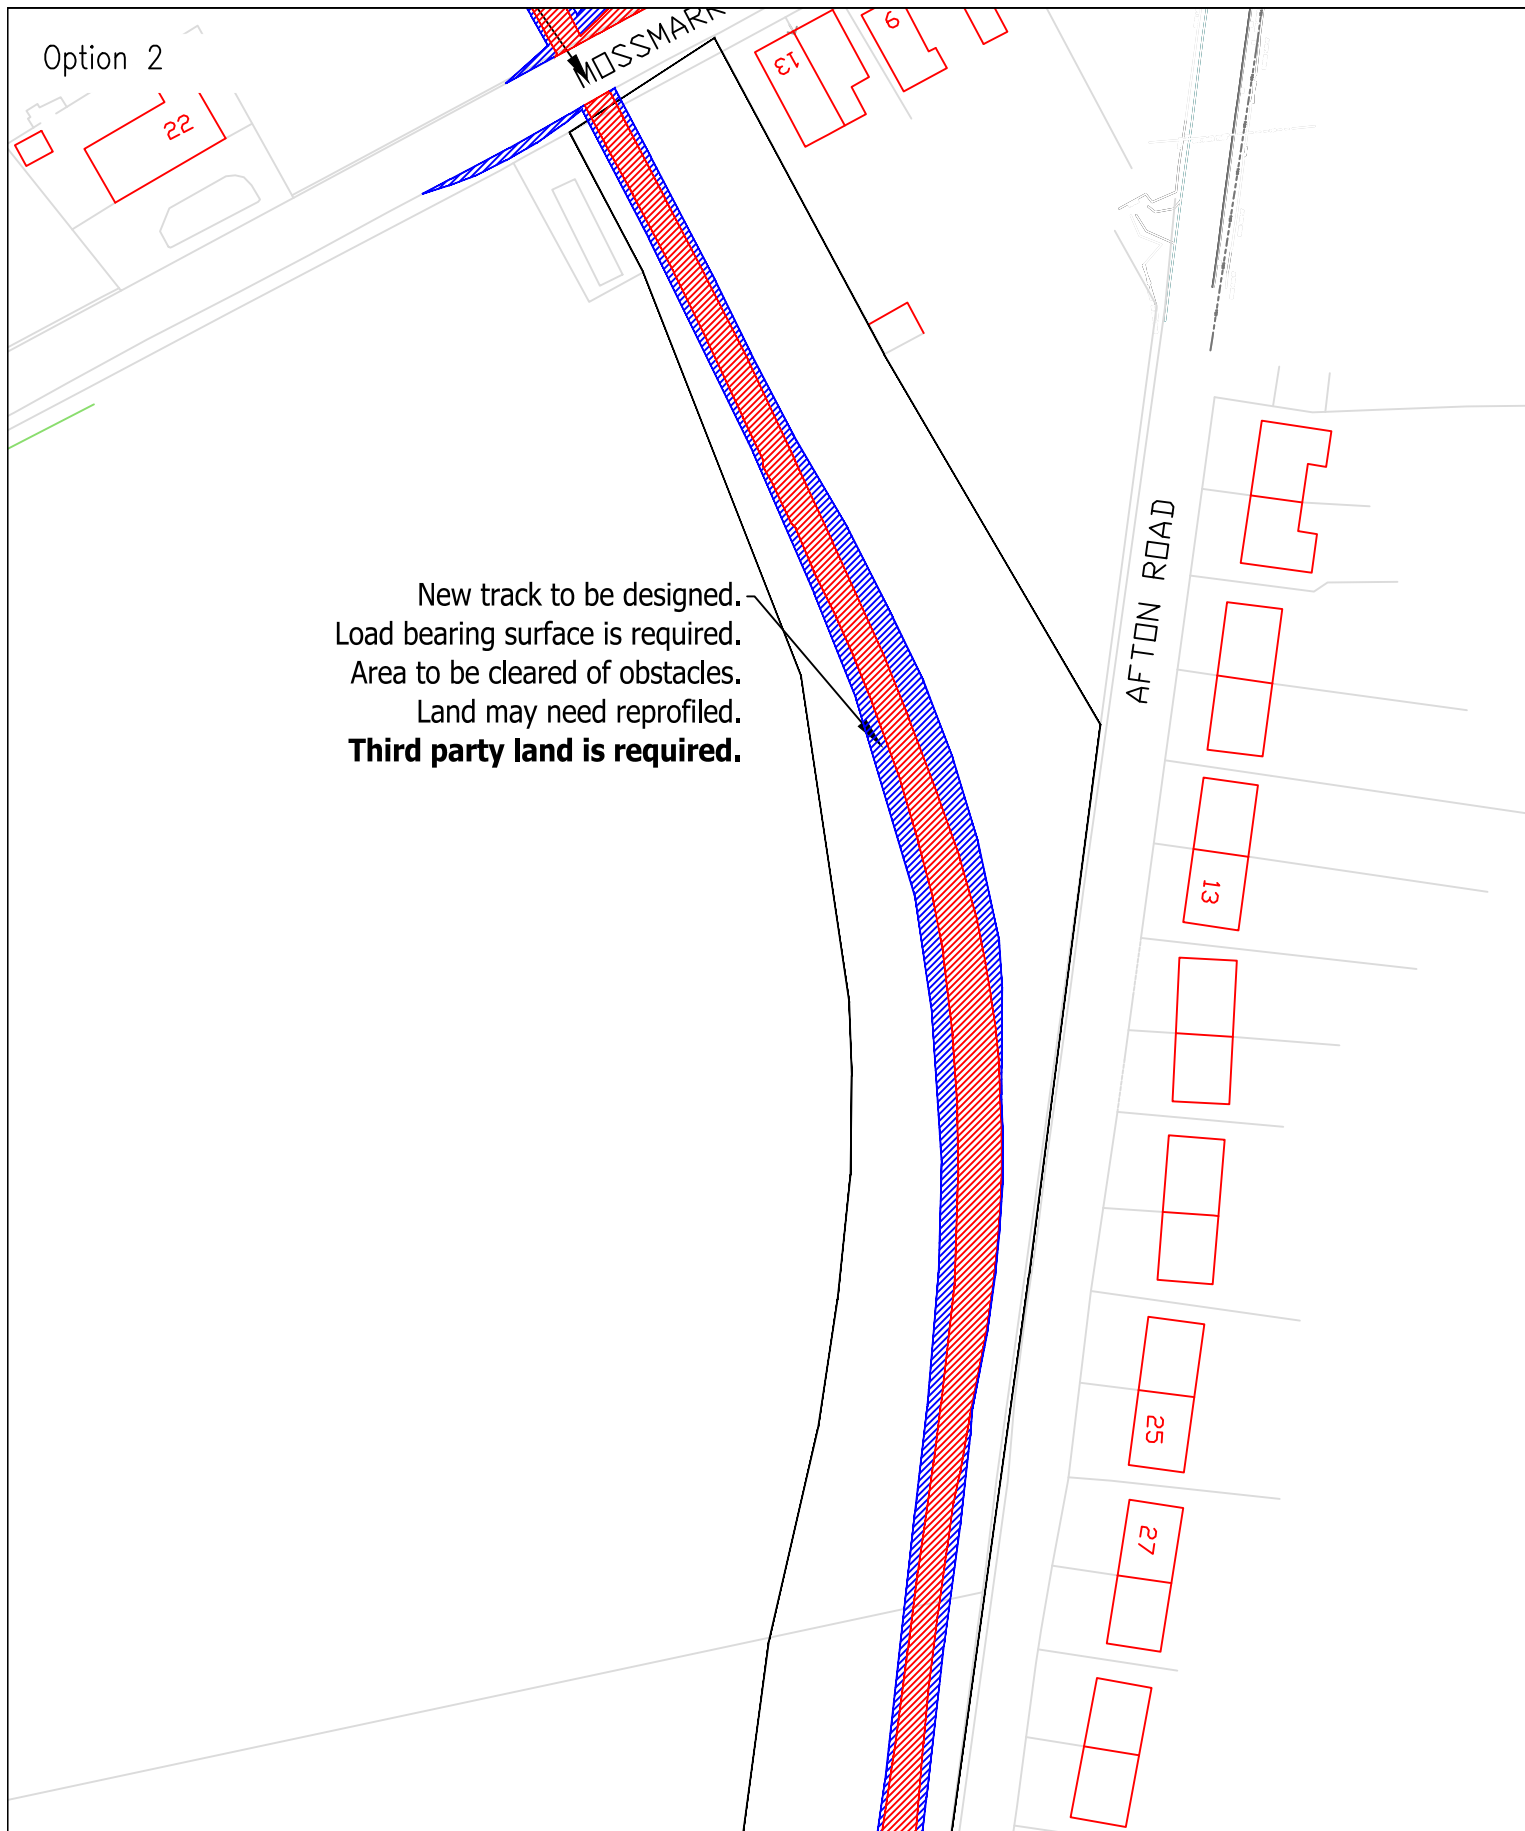 Option 2
MOSSMARK
13
9
22
New track to be designed.
Load bearing surface is required.
Area to be cleared of obstacles.
Land may need reprofiled.
Third party land is required.
AFTON ROAD
13
25
27